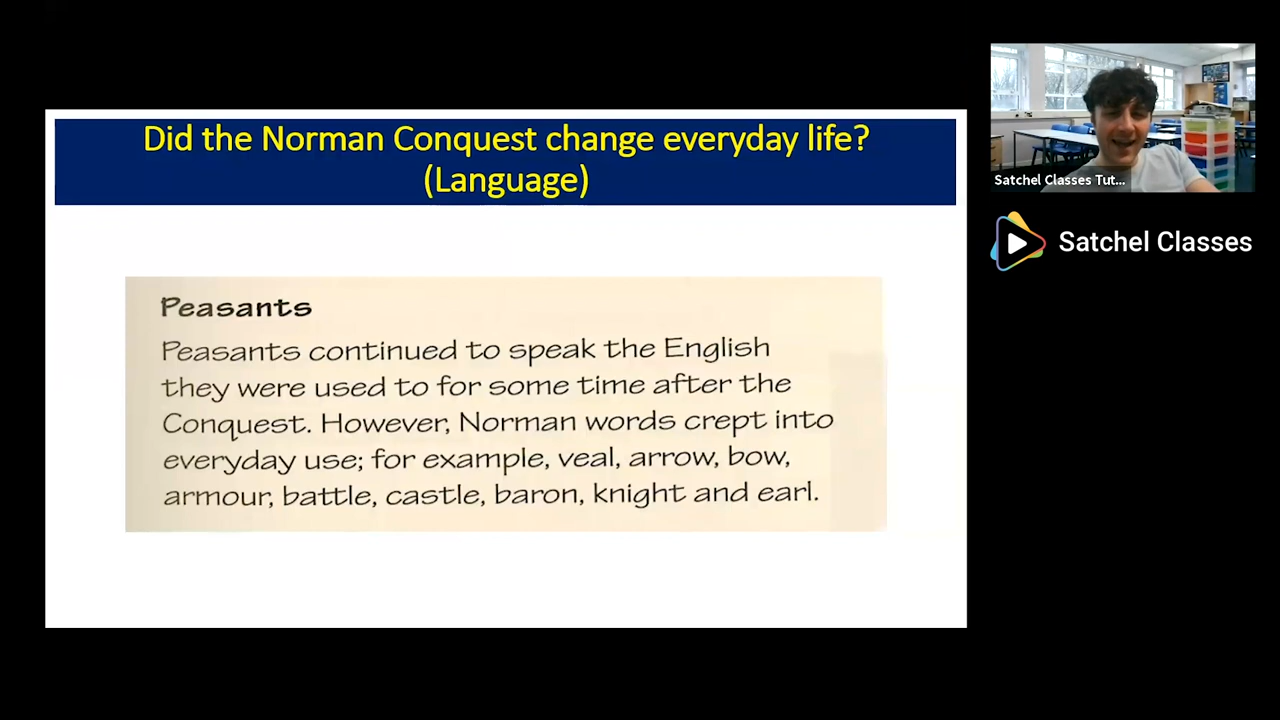 Did the Norman Conquest change everyday life?
(Language)
Peasants
Peasants continued to speak the English
they were used to for some time after the
Conquest. However, Norman words crept into
everyday use; for example, veal, arrow, bow,
armour, battle, castle, baron, knight and earl.
Satchel Classes Tut...
Satchel Classes